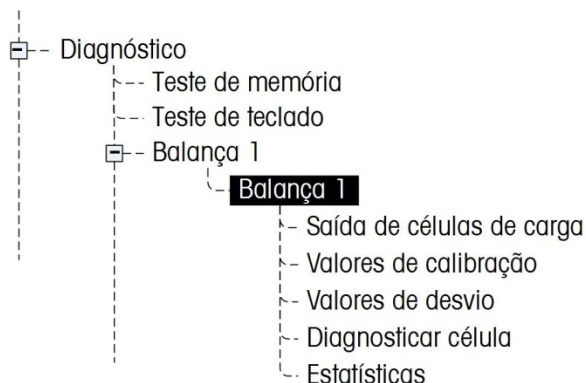 Diagnóstico
Teste de memória
Teste de teclado
Balança 1
Balança 1
Saída de células de carga
Valores de calibração
Valores de desvio
Diagnosticar célula
Estatísticas